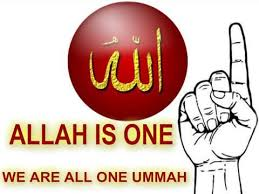 الله
ALLAH IS ONE
WE ARE ALL ONE UMMAH